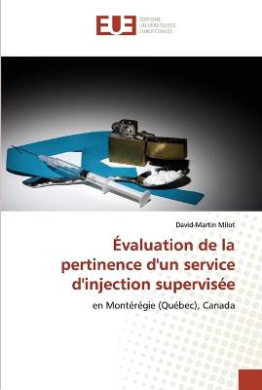 EUE
ÉDITIONS
UNIVERSITAIRES
EUROPÉENNES
David-Martin Milot
Évaluation de la
pertinence d'un service
d'injection supervisée
en Montérégie (Québec), Canada